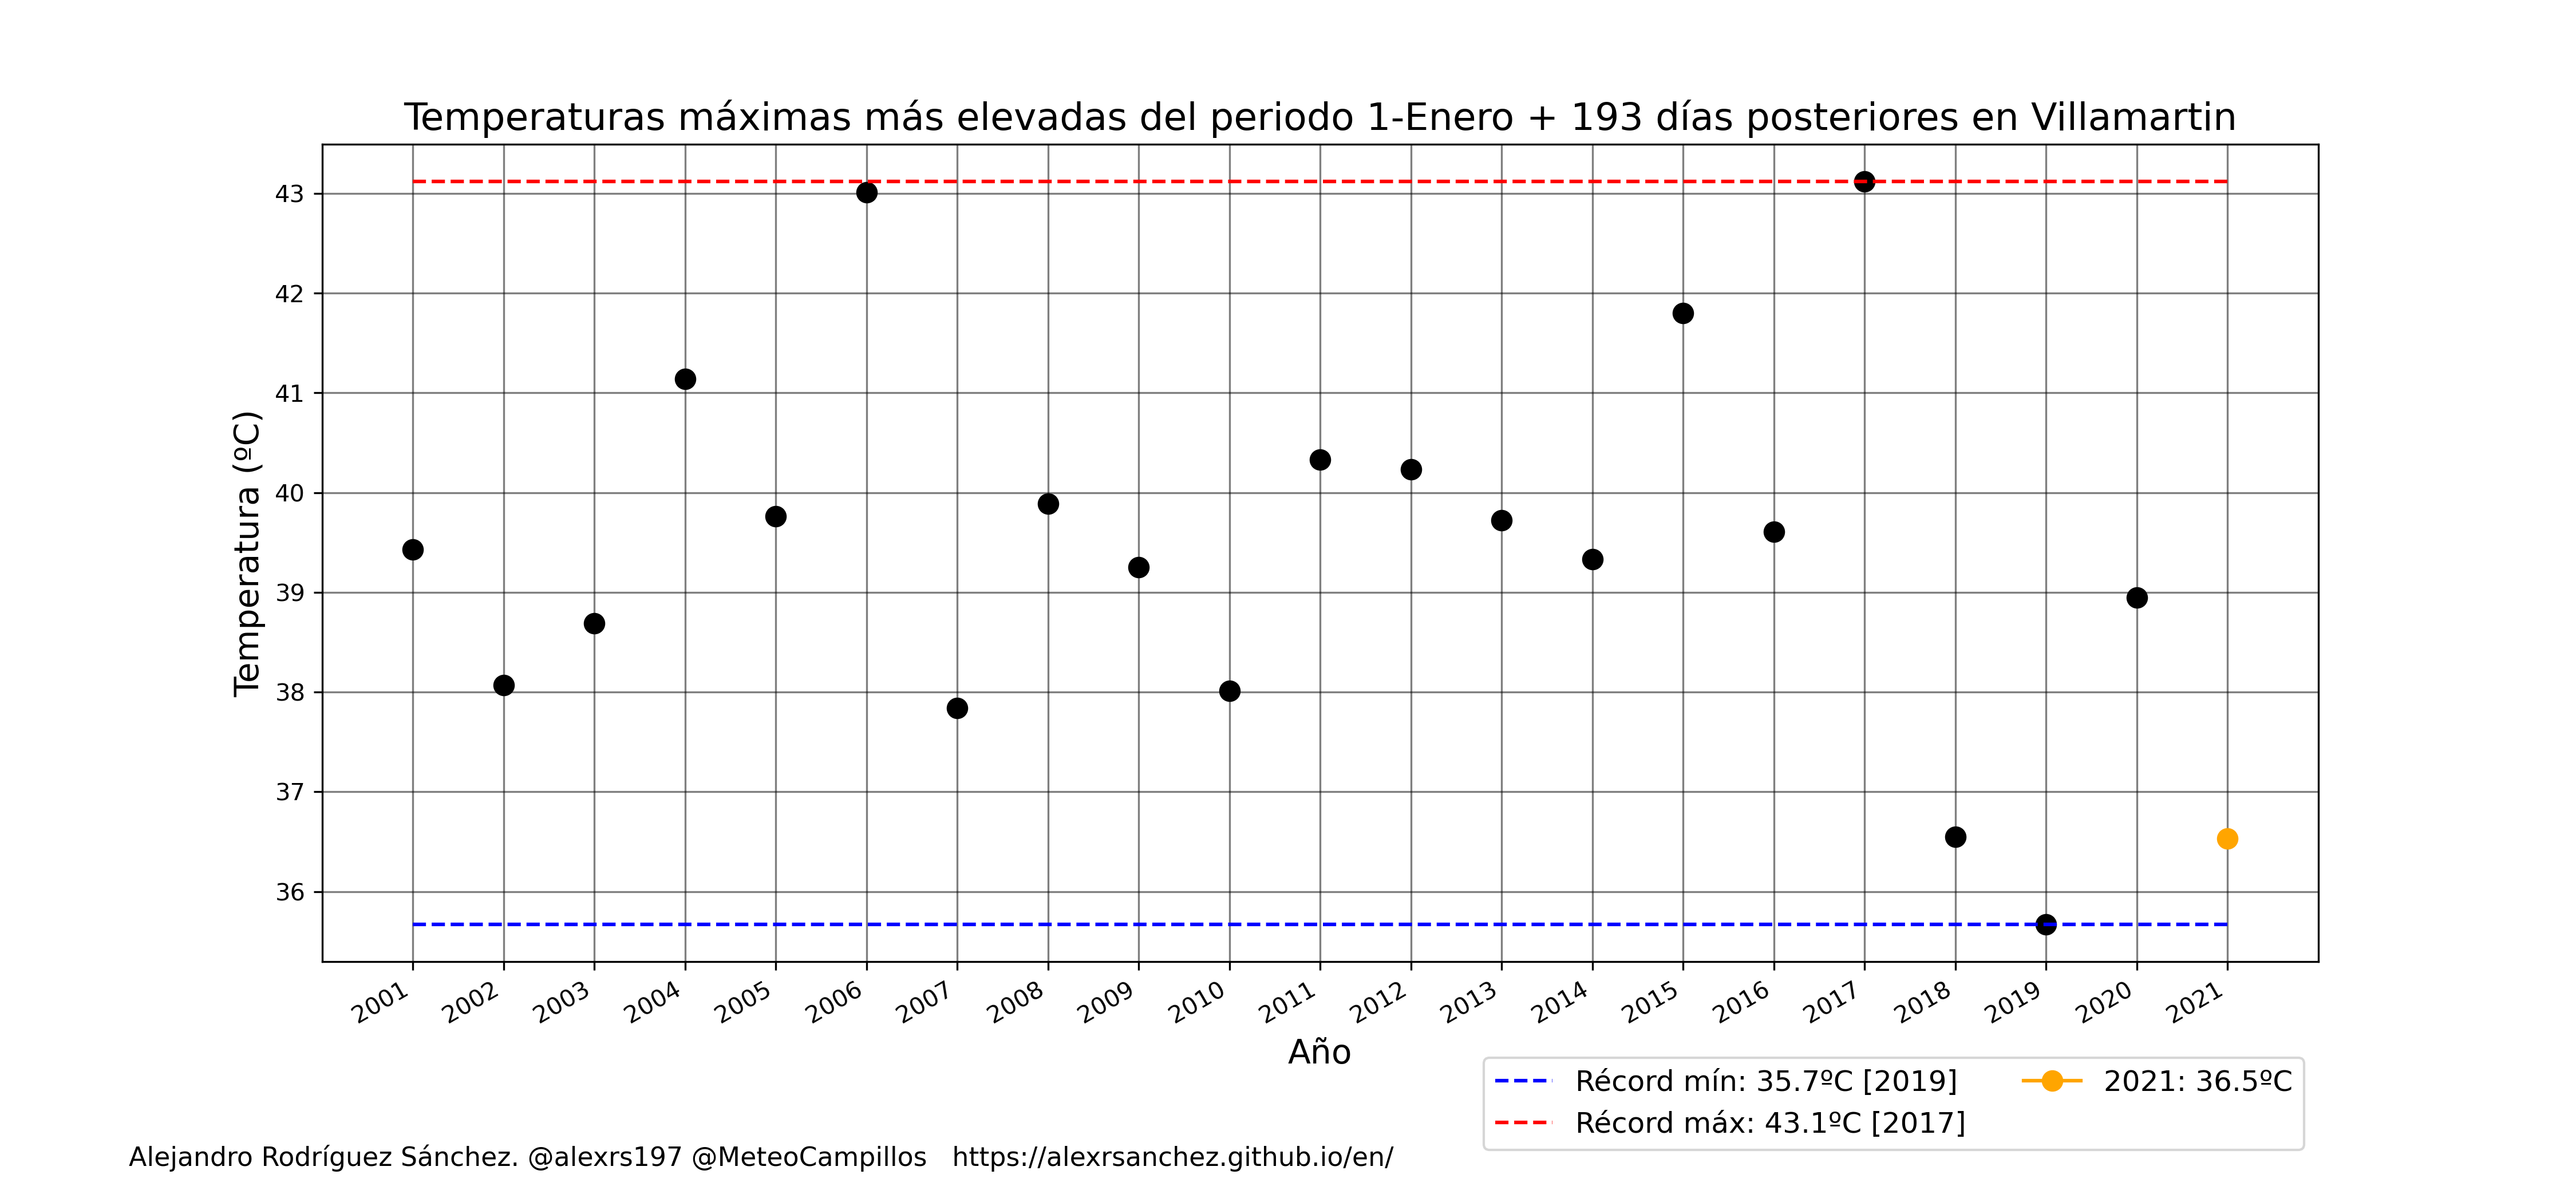 Temperaturas máximas más elevadas del periodo 1-Enero + 193 días posteriores en Villamartin
Temperatura (ºC)
43
42
41
40
39
38
37
36
2001 2002 2003 2004 2005 2006 2007 2008 2009 2010 2011 2012 2013 2014 2015 2016 2017 2018 2019 2020 2021
Año
Récord mín: 35.7ºC [2019]
Récord máx: 43.1ºC [2017]
2021: 36.5ºC
Alejandro Rodríguez Sánchez. @alexrs197 @MeteoCampillos https://alexrsanchez.github.io/en/